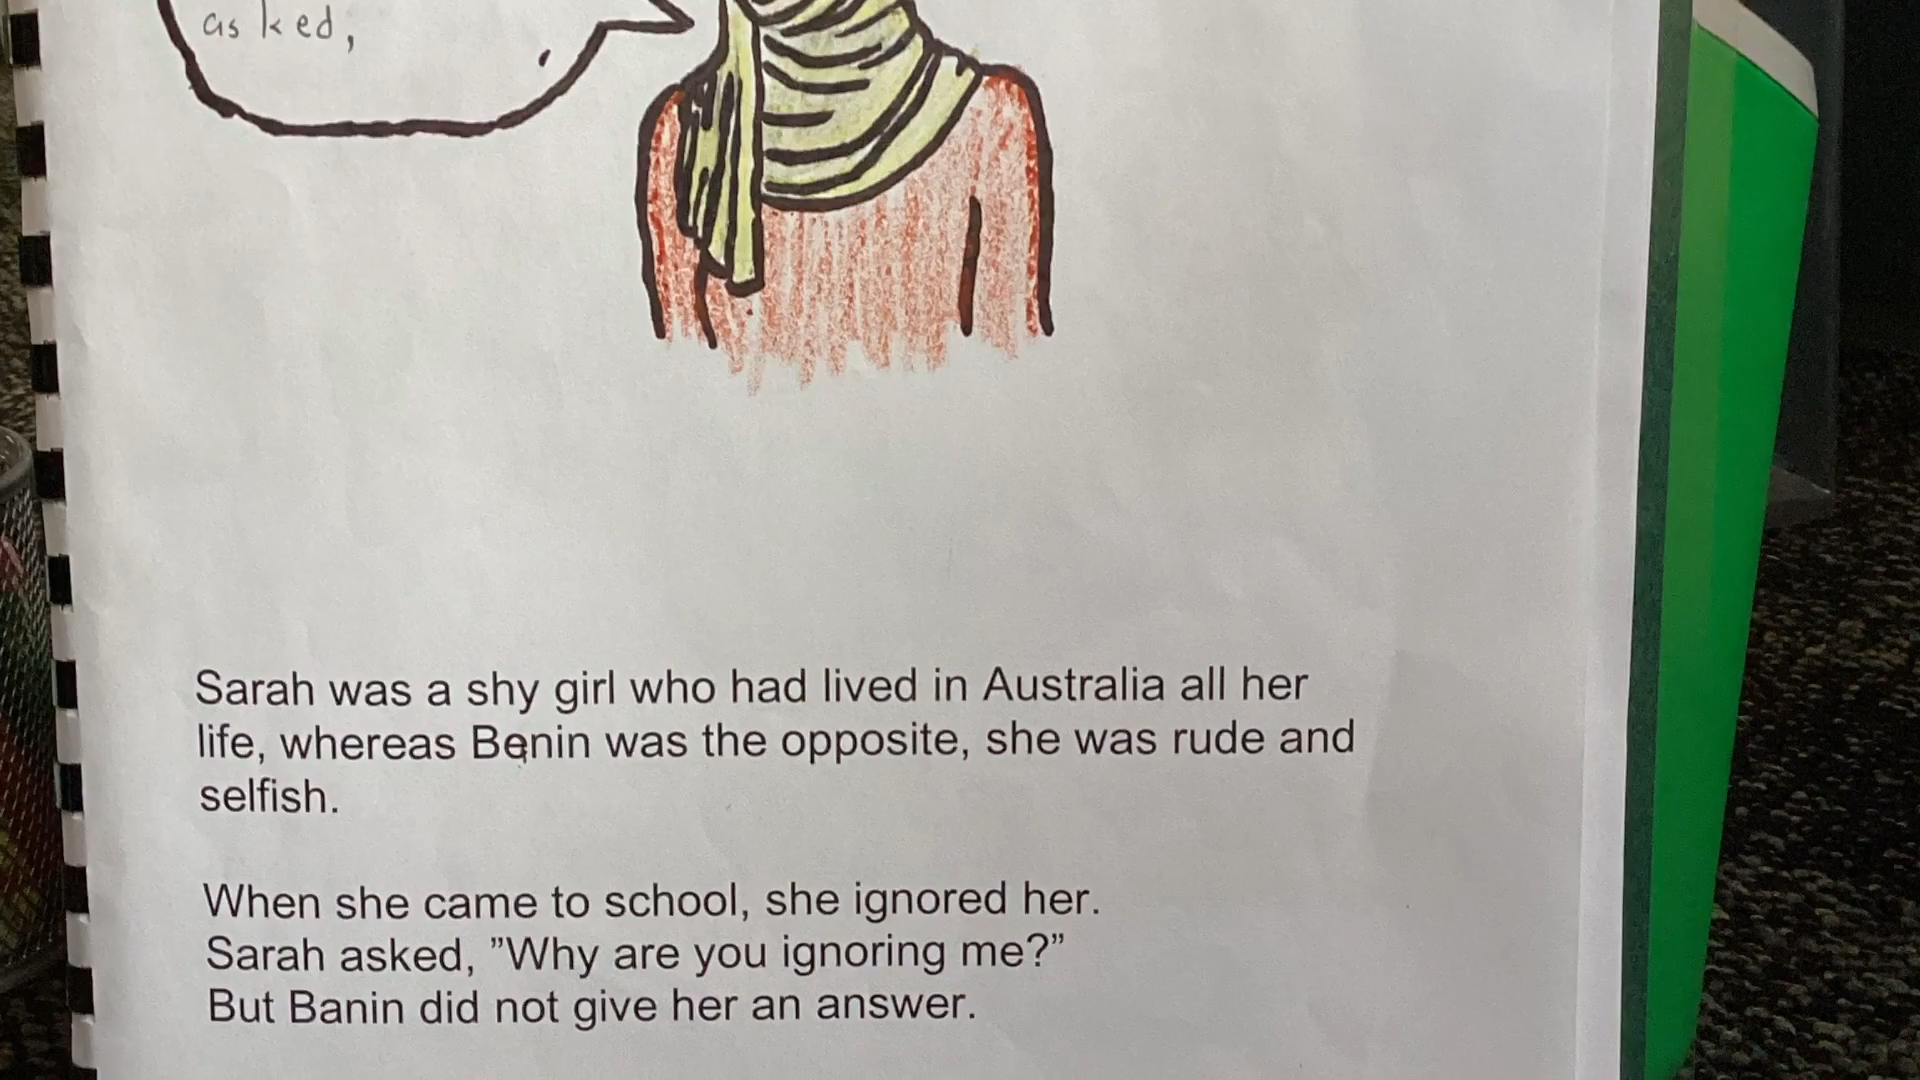 asked,
Sarah was a shy girl who had lived in Australia all her
life, whereas Benin was the opposite, she was rude and
selfish.
When she came to school, she ignored her.
Sarah asked, ”Why are you ignoring me?”
But Banin did not give her an answer.